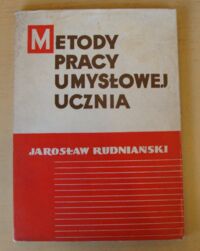 METODY
PRACY
UMYSŁOWEJ
UCZNIA
JAROSŁAW RUDNIAŃSKI